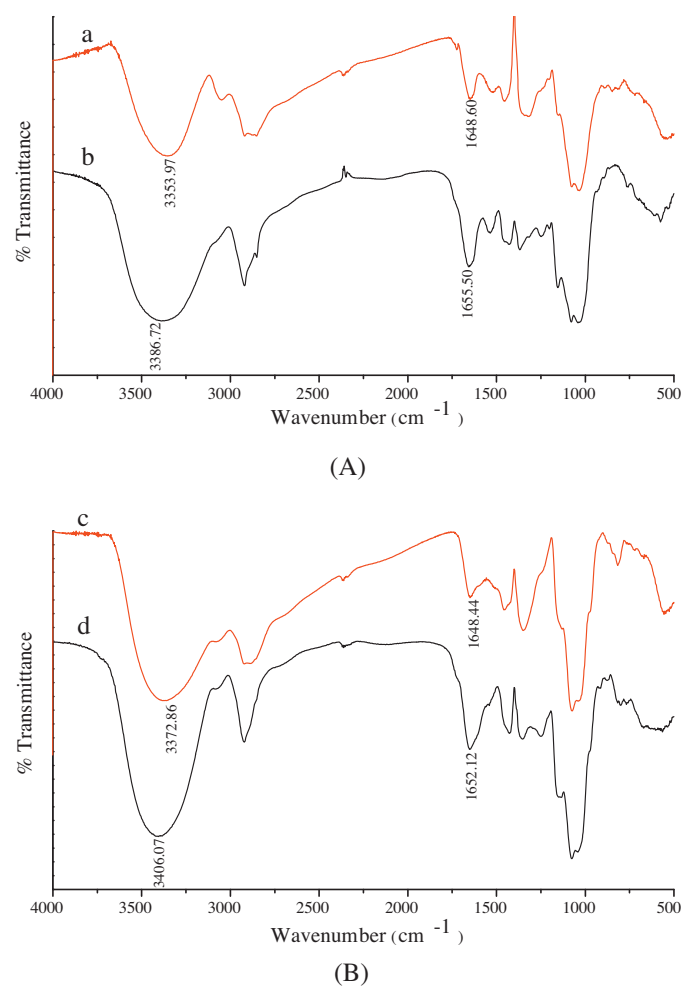 a
1648.60
3353.97
b
1655.50
3386.72
% Transmittance
4000 3500 3000 2500 2000 1500 1000 500
Wavenumber (cm -1
(A)
c
1648.44
d
3372.86
1652.12
3406.07
% Transmittance
4000 3500 3000 2500 2000 1500 1000 500
Wavenumber (cm -1
(B)